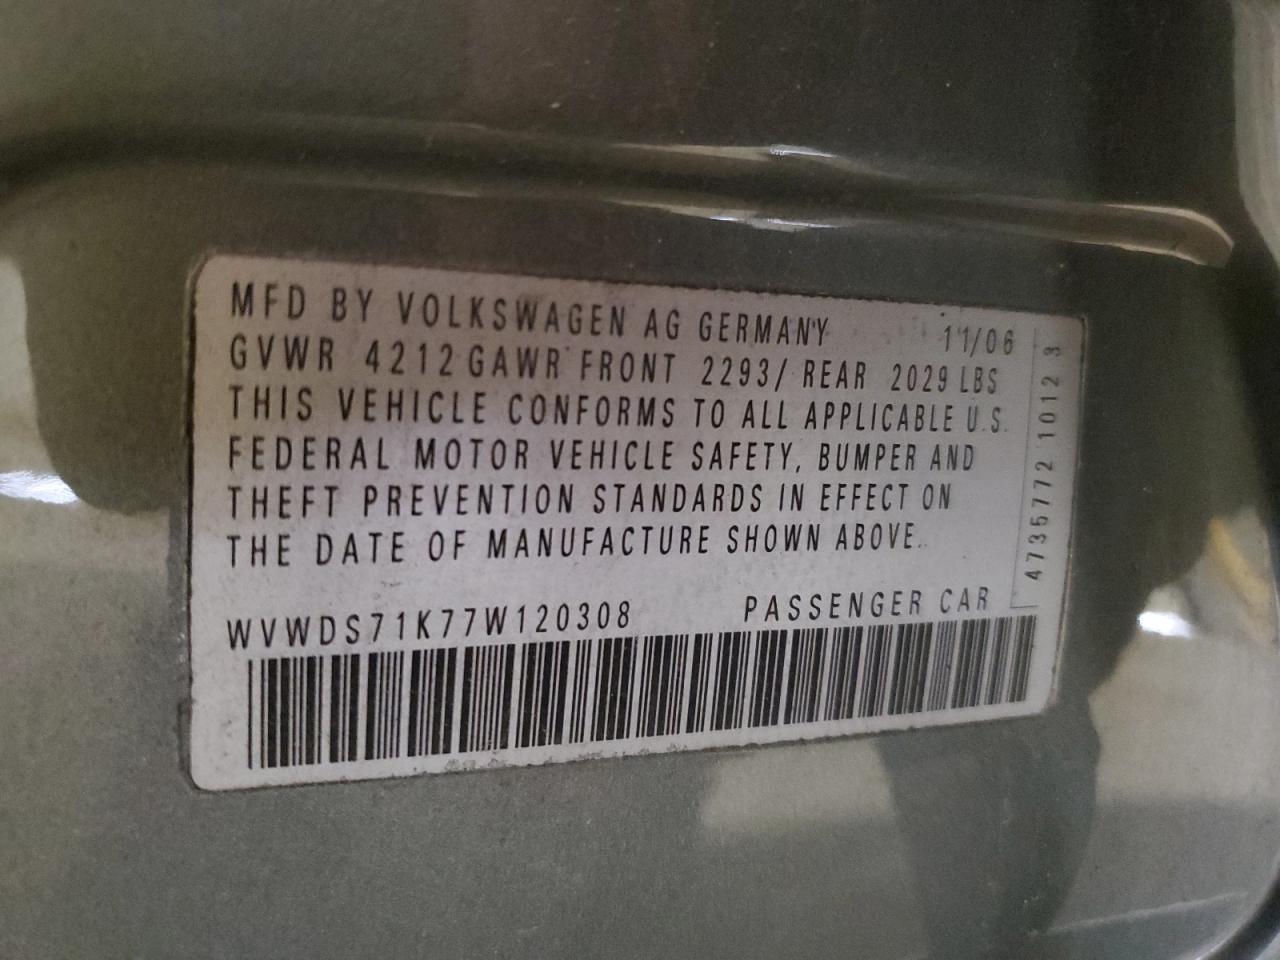 MFD BY VOLKSWAGEN AG GERMANY 11/06
GVWR 4212 GAWR FRONT 2293/ REAR 2029 LBS
THIS VEHICLE CONFORMS TO ALL APPLICABLE U.S.
FEDERAL MOTOR VEHICLE SAFETY, BUMPER AND
THEFT PREVENTION STANDARDS IN EFFECT ON
THE DATE OF MANUFACTURE SHOWN ABOVE.
WVWDS71K77W120308 PASSENGER CAR
4735772 1012 3